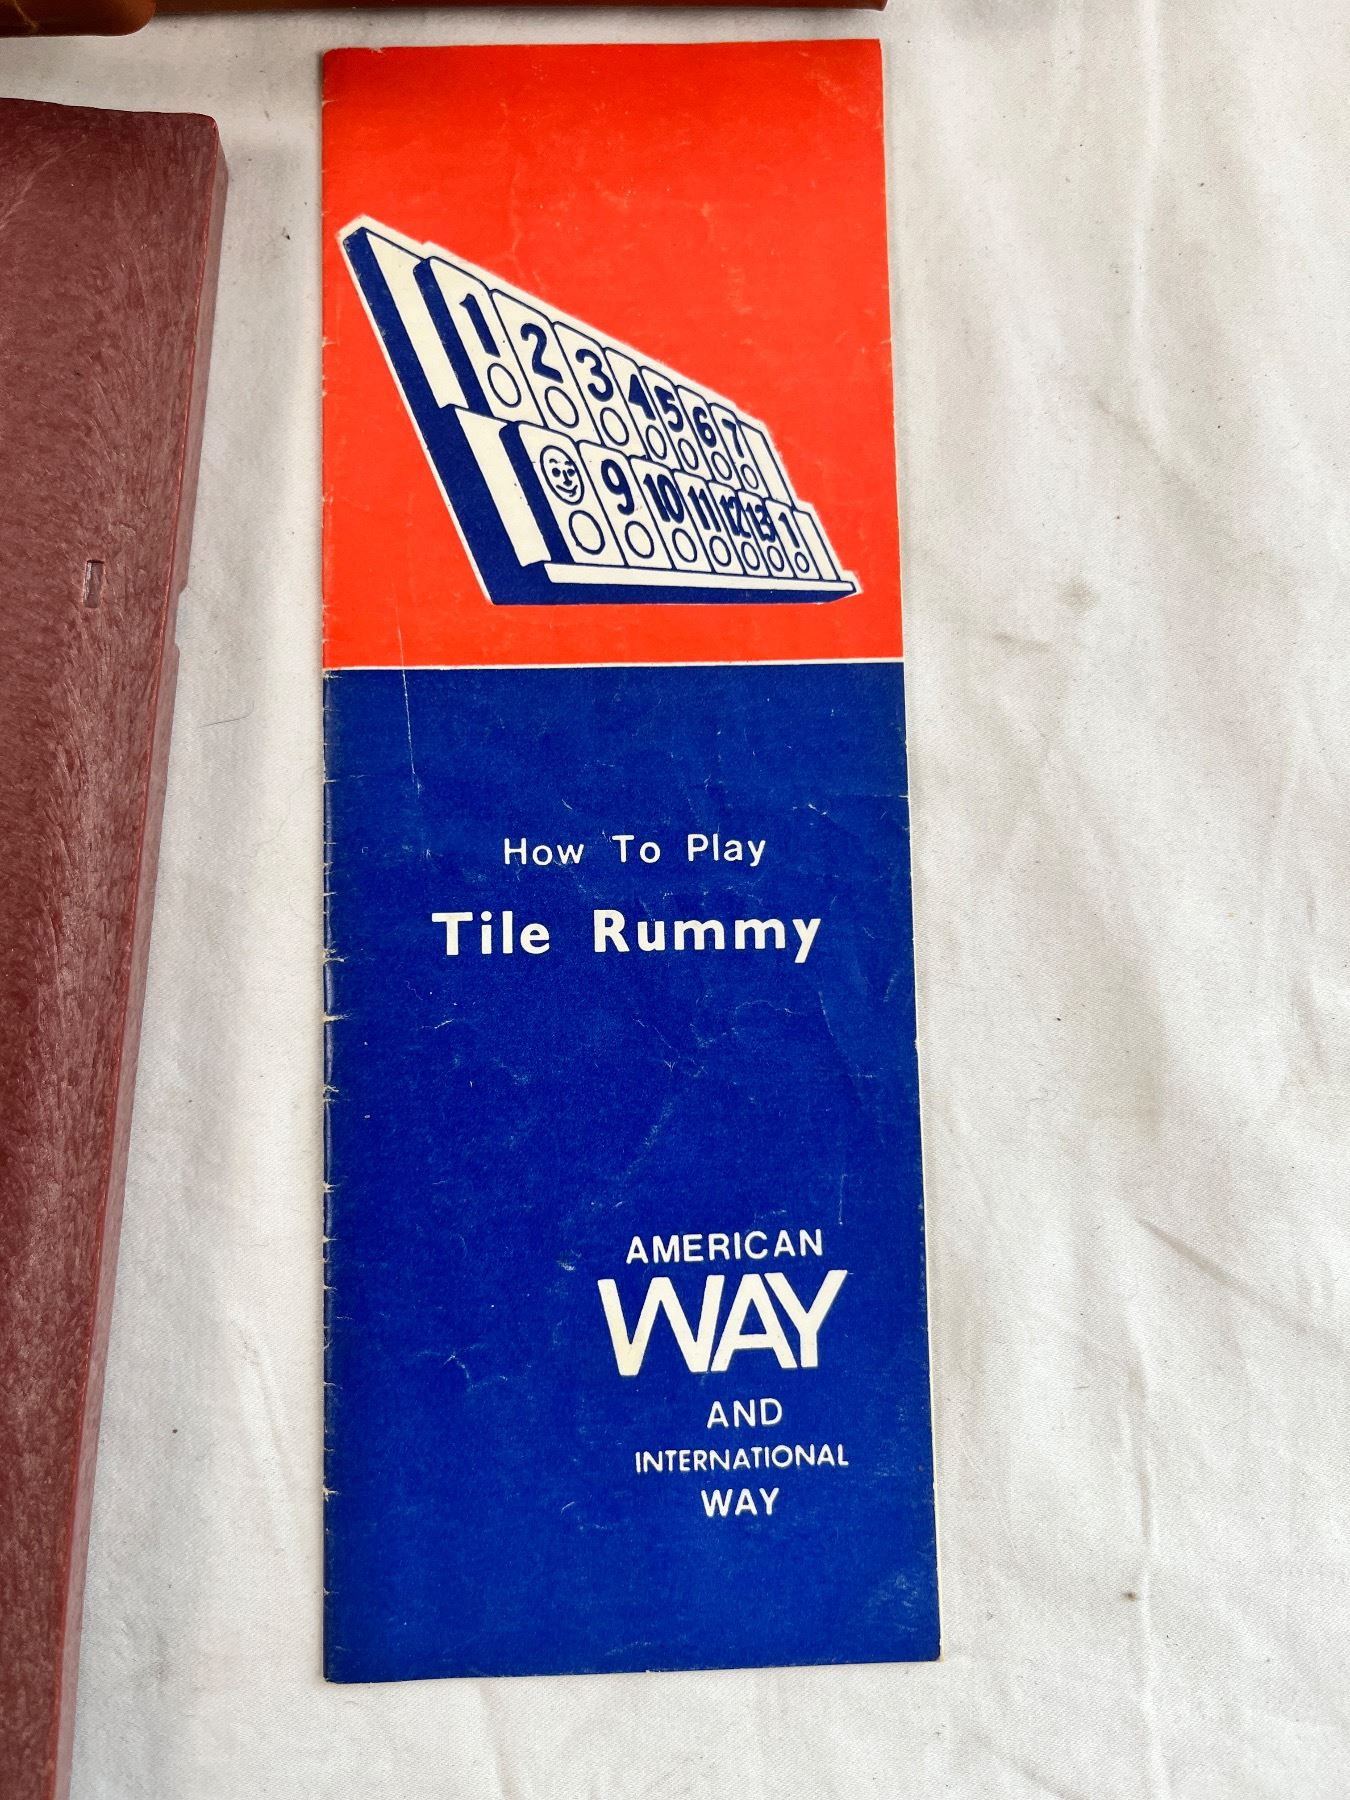 1 2 3 4 5 6 7
9 10 11 12 13 1
How To Play
Tile Rummy
AMERICAN
WAY
AND
INTERNATIONAL
WAY